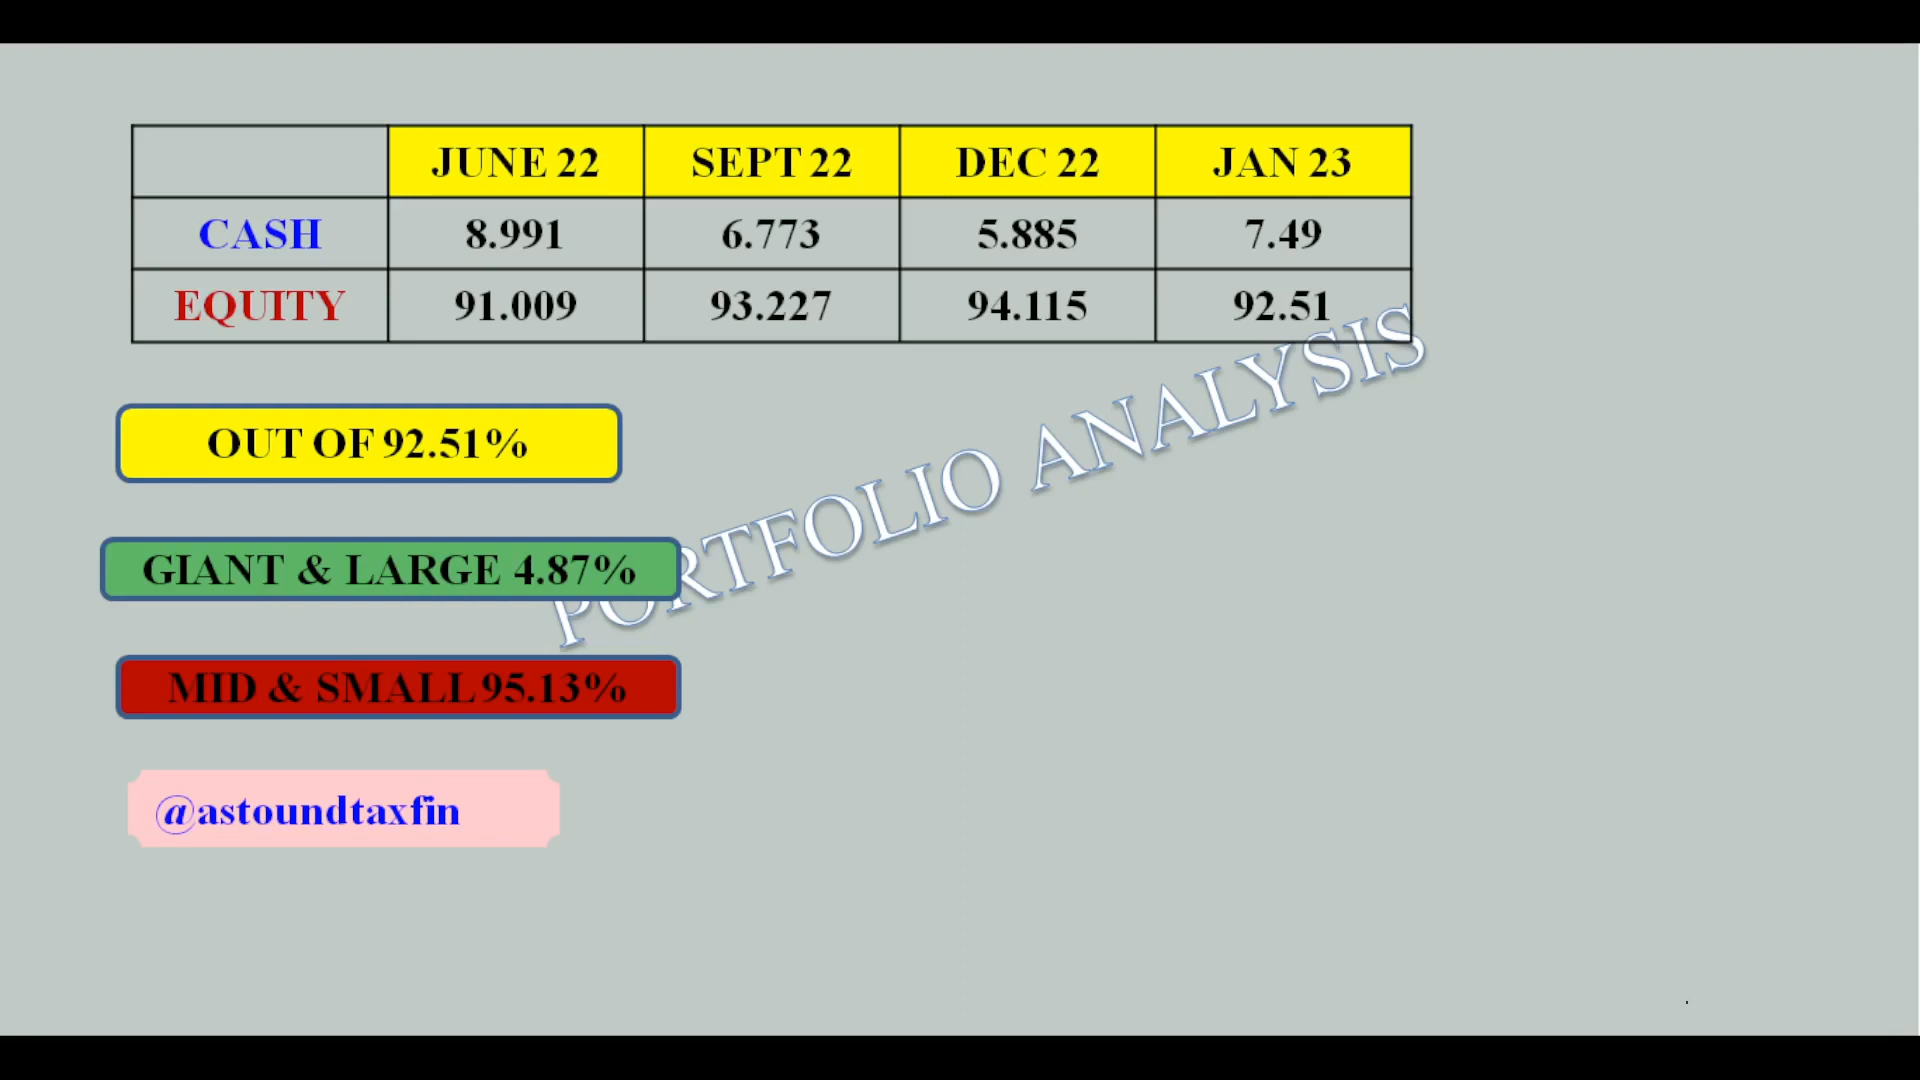 JUNE 22 SEPT 22 DEC 22 JAN 23
CASH 8.991 6.773 5.885 7.49
EQUITY 91.009 93.227 94.115 92.51
PORTFOLIO ANALYSIS
OUT OF 92.51%
GIANT & LARGE 4.87%
MID & SMALL 95.13%
@astoundtaxfin